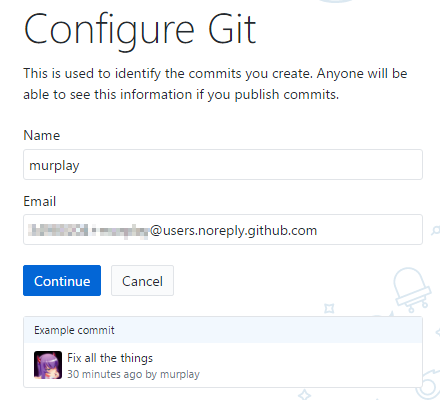 Configure Git
This is used to identify the commits you create. Anyone will be
able to see this information if you publish commits.
Name
murplay
Email
@users.noreply.github.com
Continue Cancel
Example commit
Fix all the things
30 minutes ago by murplay